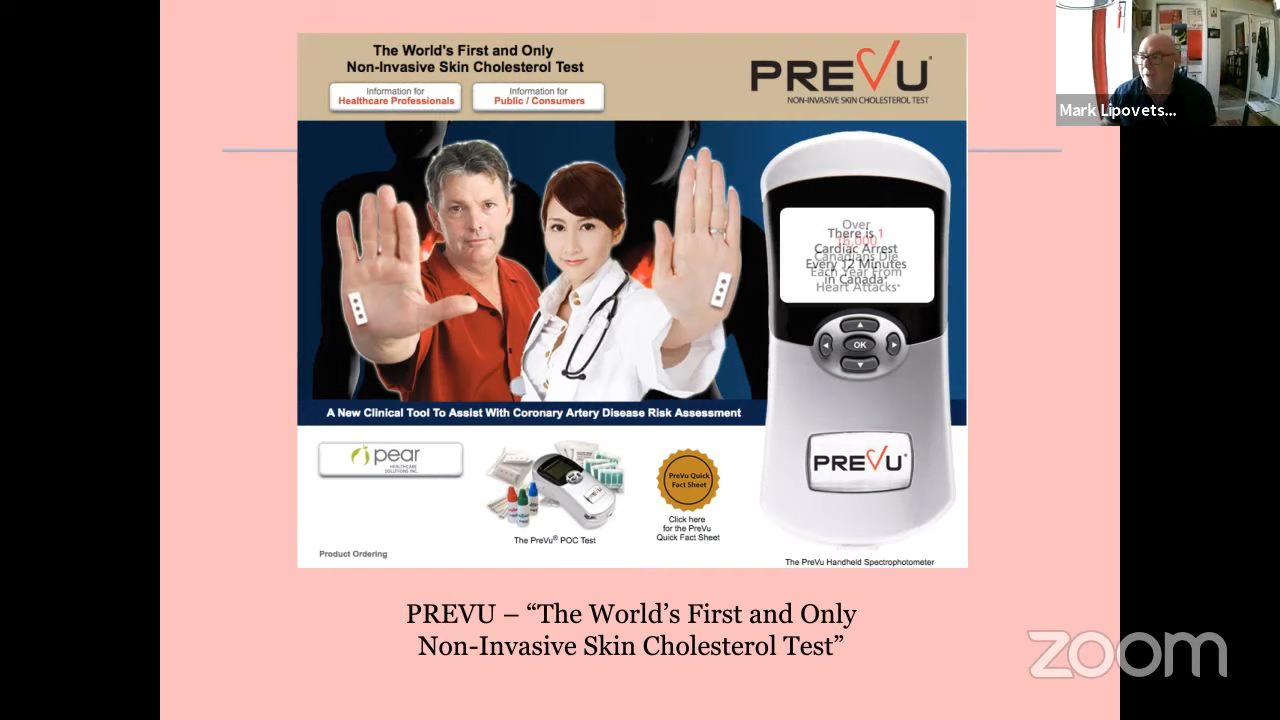 The World's First and Only
Non-Invasive Skin Cholesterol Test
Information for
Healthcare Professionals
Information for
Public / Consumers
PREVU®
NON-INVASIVE SKIN CHOLESTEROL TEST
Mark Lipovets...
Over
There is 1
16,000
Cardiac Arrest
Canadians Die
Every 12 Minutes
Each Year From
in Canada*
Heart Attacks*
OK
A New Clinical Tool To Assist With Coronary Artery Disease Risk Assessment
pear
HEALTHCARE
SOLUTIONS INC.
PreVu Quick
Fact Sheet
PREVU®
Click here
for the PreVu
Quick Fact Sheet
The PreVu® POC Test
Product Ordering
The PreVu Handheld Spectrophotometer
PREVU – “The World’s First and Only
Non-Invasive Skin Cholesterol Test”
zoom